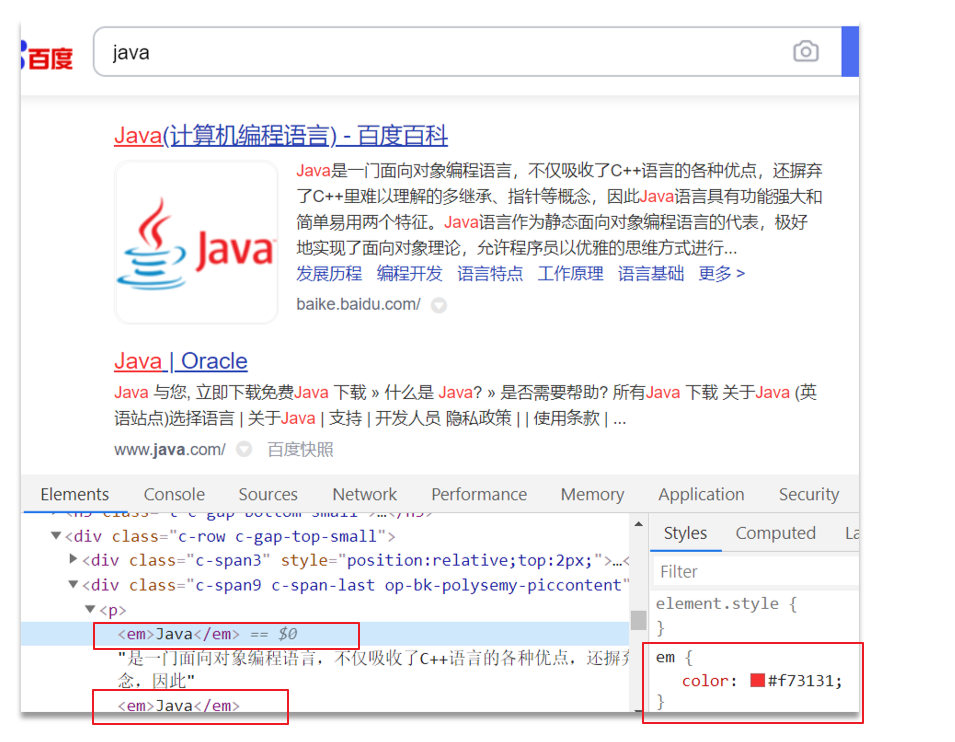 百度
java
Java(计算机编程语言) - 百度百科
Java是一门面向对象编程语言，不仅吸收了C++语言的各种优点，还摒弃
了C++里难以理解的多继承、指针等概念，因此Java语言具有功能强大和
简单易用两个特征。Java语言作为静态面向对象编程语言的代表，极好
地实现了面向对象理论，允许程序员以优雅的思维方式进行...
Java
发展历程 编程开发 语言特点 工作原理 语言基础 更多 >
baike.baidu.com/
Java | Oracle
Java 与您, 立即下载免费Java 下载 » 什么是 Java? » 是否需要帮助? 所有Java 下载 关于Java (英
语站点)选择语言 | 关于Java | 支持 | 开发人员 隐私政策 | | 使用条款 | ...
www.java.com/ 百度快照
Elements Console Sources Network Performance Memory Application Security
<div class="c-row c-gap-top-small">
<div class="c-span3" style="position:relative;top:2px;">…<
<div class="c-span9 c-span-last op-bk-polysemy-piccontent"
<p>
<em>Java</em> == $0
"是一门面向对象编程语言，不仅吸收了C++语言的各种优点，还摒
念，因此"
<em>Java</em>
Styles Computed La
Filter
element.style {
}
em {
color: #f73131;
}